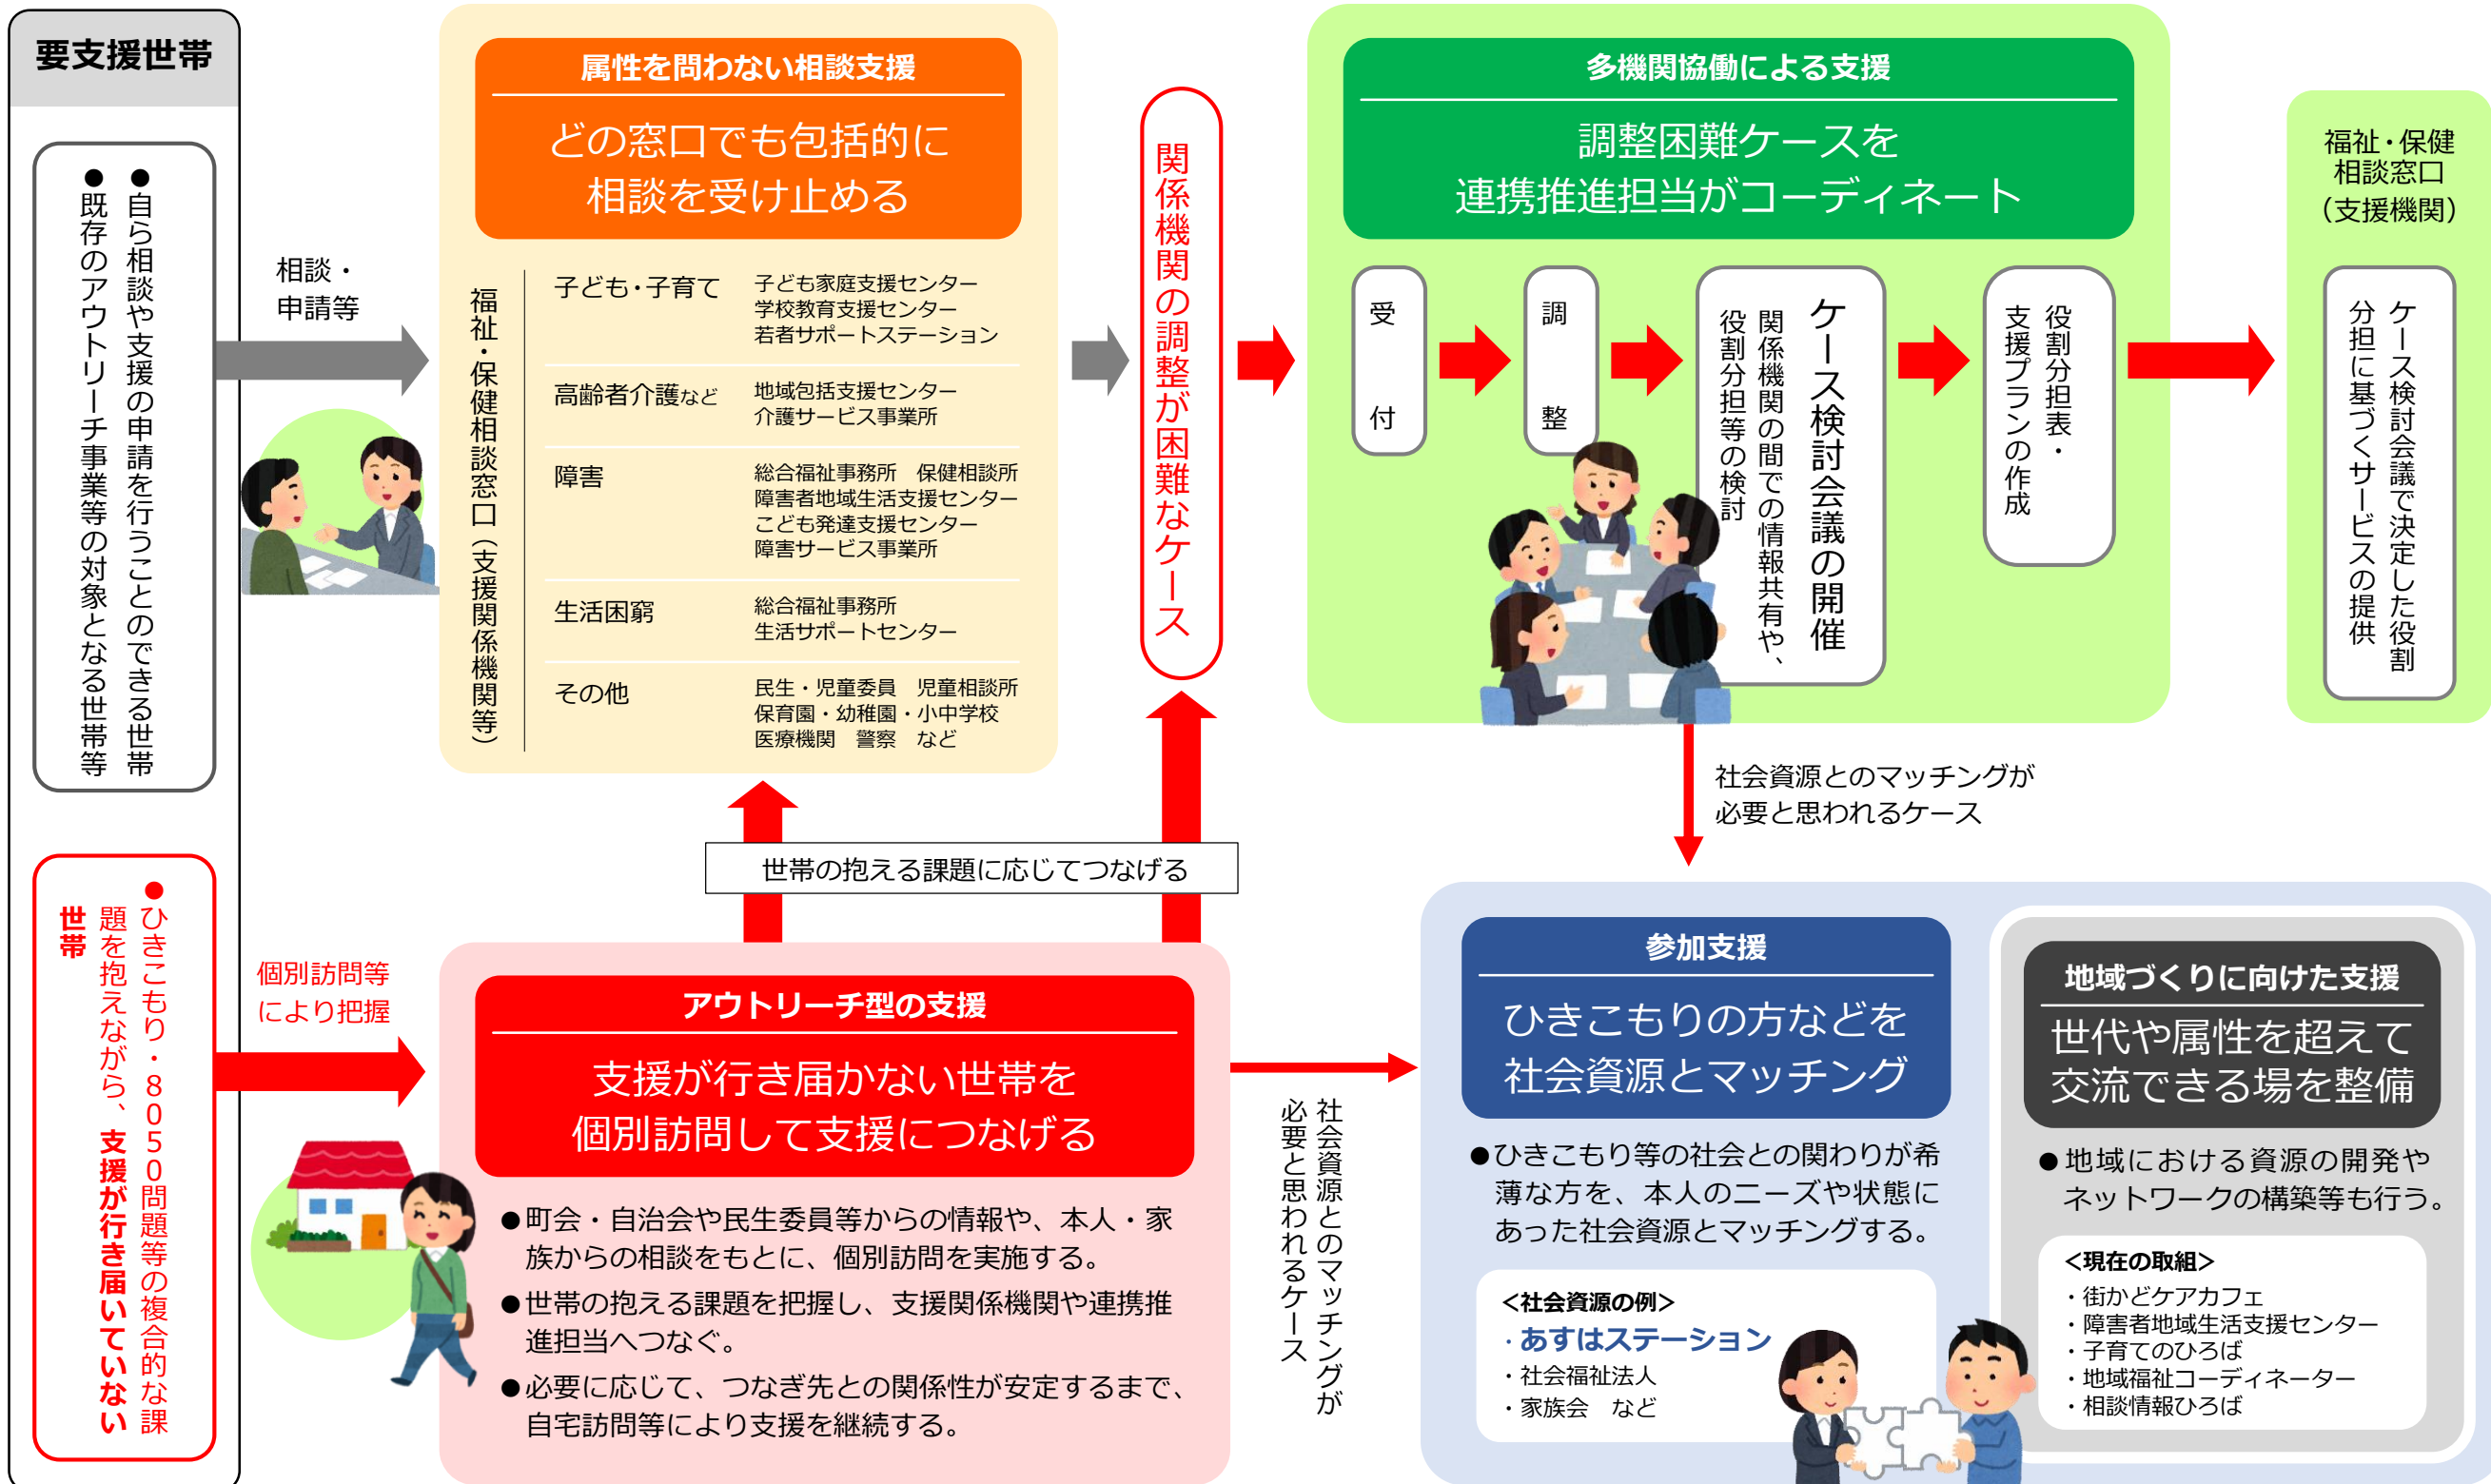 要支援世帯
●自ら相談や支援の申請を行うことのできる世帯
●既存のアウトリーチ事業等の対象となる世帯等
●ひきこもり・8050問題等の複合的な課
題を抱えながら、支援が行き届いていない
世帯
相談・
申請等
個別訪問等
により把握
属性を問わない相談支援
どの窓口でも包括的に
相談を受け止める
福祉・保健相談窓口（支援関係機関等）
子ども・子育て
子ども家庭支援センター
学校教育支援センター
若者サポートステーション
高齢者介護など
地域包括支援センター
介護サービス事業所
障害
総合福祉事務所　保健相談所
障害者地域生活支援センター
こども発達支援センター
障害サービス事業所
生活困窮
総合福祉事務所
生活サポートセンター
その他
民生・児童委員　児童相談所
保育園・幼稚園・小中学校
医療機関　警察　など
関係機関の調整が困難なケース
多機関協働による支援
調整困難ケースを
連携推進担当がコーディネート
受付
調整
ケース検討会議の開催
関係機関の間での情報共有や、
役割分担等の検討
役割分担表・
支援プランの作成
福祉・保健
相談窓口
（支援機関）
ケース検討会議で決定した役割
分担に基づくサービスの提供
社会資源とのマッチングが
必要と思われるケース
世帯の抱える課題に応じてつなげる
アウトリーチ型の支援
支援が行き届かない世帯を
個別訪問して支援につなげる
●町会・自治会や民生委員等からの情報や、本人・家
族からの相談をもとに、個別訪問を実施する。
●世帯の抱える課題を把握し、支援関係機関や連携推
進担当へつなぐ。
●必要に応じて、つなぎ先との関係性が安定するまで、
自宅訪問等により支援を継続する。
社会資源とのマッチングが
必要と思われるケース
参加支援
ひきこもりの方などを
社会資源とマッチング
●ひきこもり等の社会との関わりが希
薄な方を、本人のニーズや状態に
あった社会資源とマッチングする。
＜社会資源の例＞
・あすはステーション
・社会福祉法人
・家族会　など
地域づくりに向けた支援
世代や属性を超えて
交流できる場を整備
●地域における資源の開発や
ネットワークの構築等も行う。
＜現在の取組＞
・街かどケアカフェ
・障害者地域生活支援センター
・子育てのひろば
・地域福祉コーディネーター
・相談情報ひろば